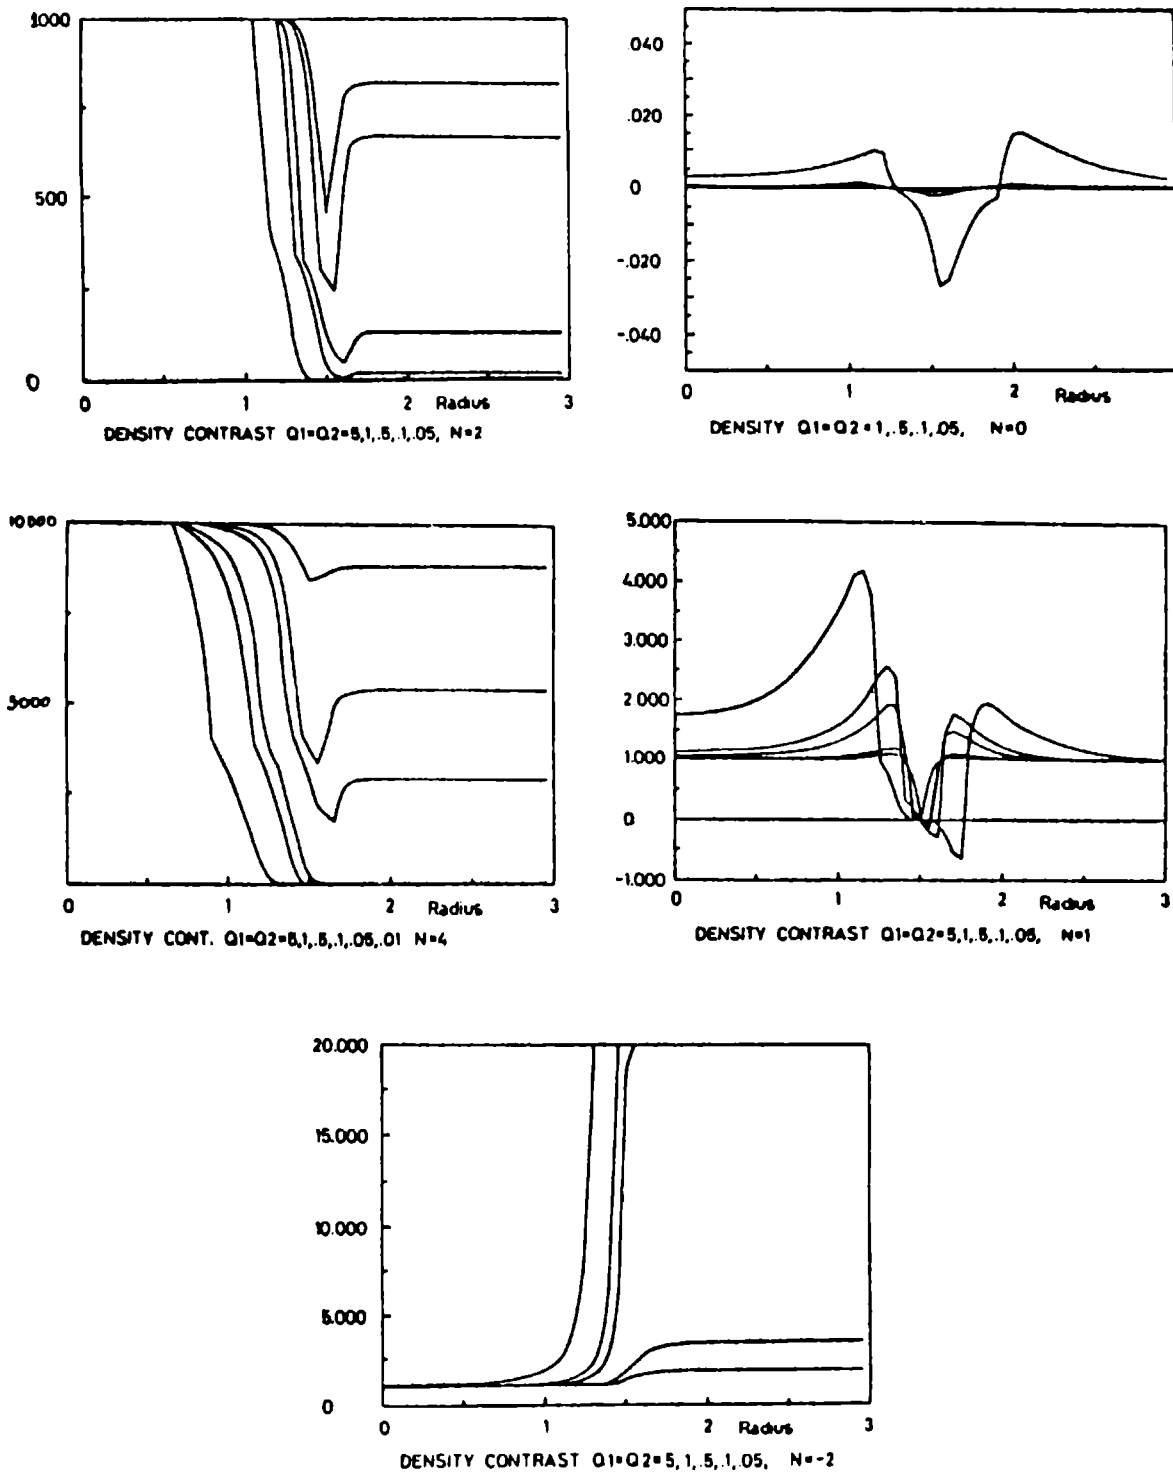 1000
500
0
0 1 2 Radius 3
DENSITY CONTRAST Q1=Q2=5,1,.5,.1,.05, N=2
.040
.020
0
-.020
-.040
0 1 2 Radius
DENSITY Q1=Q2=1,.5,.1,.05, N=0
10000
5000
0
0 1 2 Radius 3
DENSITY CONT. Q1=Q2=5,1,.5,.1,.05,.01 N=4
5.000
4.000
3.000
2.000
1.000
0
-1.000
0 1 2 Radius 3
DENSITY CONTRAST Q1=Q2=5,1,.5,.1,.05, N=1
20.000
15.000
10.000
5.000
0
0 1 2 Radius 3
DENSITY CONTRAST Q1=Q2=5,1,.5,.1,.05, N=-2